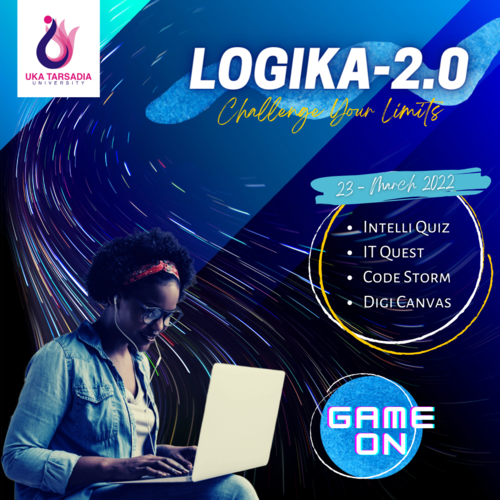 UKA TARSADIA
UNIVERSITY
LOGIKA-2.0
Challenge Your Limits
23 - March 2022
INTELLI QUIZ
IT QUEST
CODE STORM
DIGI CANVAS
GAME
ON